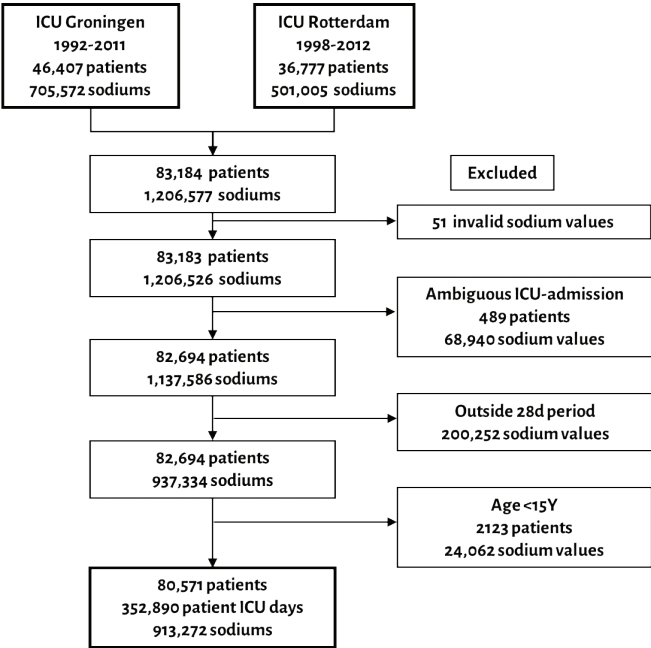 ICU Groningen
1992-2011
46,407 patients
705,572 sodiums
ICU Rotterdam
1998-2012
36,777 patients
501,005 sodiums
83,184 patients
1,206,577 sodiums
Excluded
51 invalid sodium values
83,183 patients
1,206,526 sodiums
Ambiguous ICU-admission
489 patients
68,940 sodium values
82,694 patients
1,137,586 sodiums
Outside 28d period
200,252 sodium values
82,694 patients
937,334 sodiums
Age <15Y
2123 patients
24,062 sodium values
80,571 patients
352,890 patient ICU days
913,272 sodiums